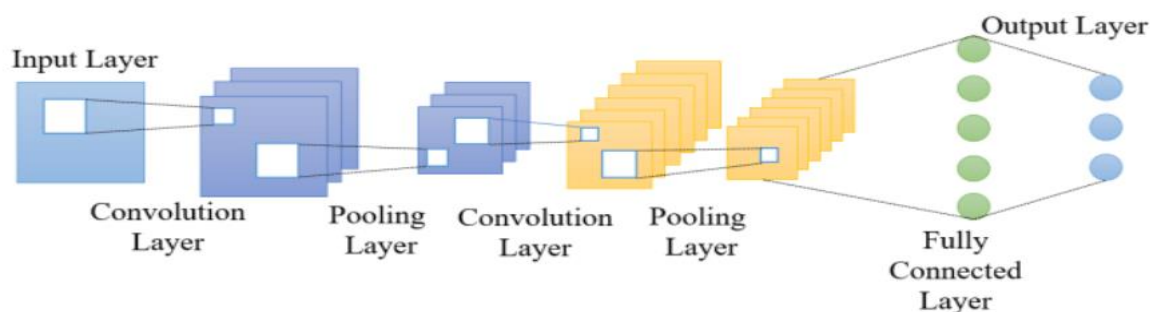 Input Layer
Output Layer
Convolution
Layer
Pooling
Layer
Convolution
Layer
Pooling
Layer
Fully
Connected
Layer